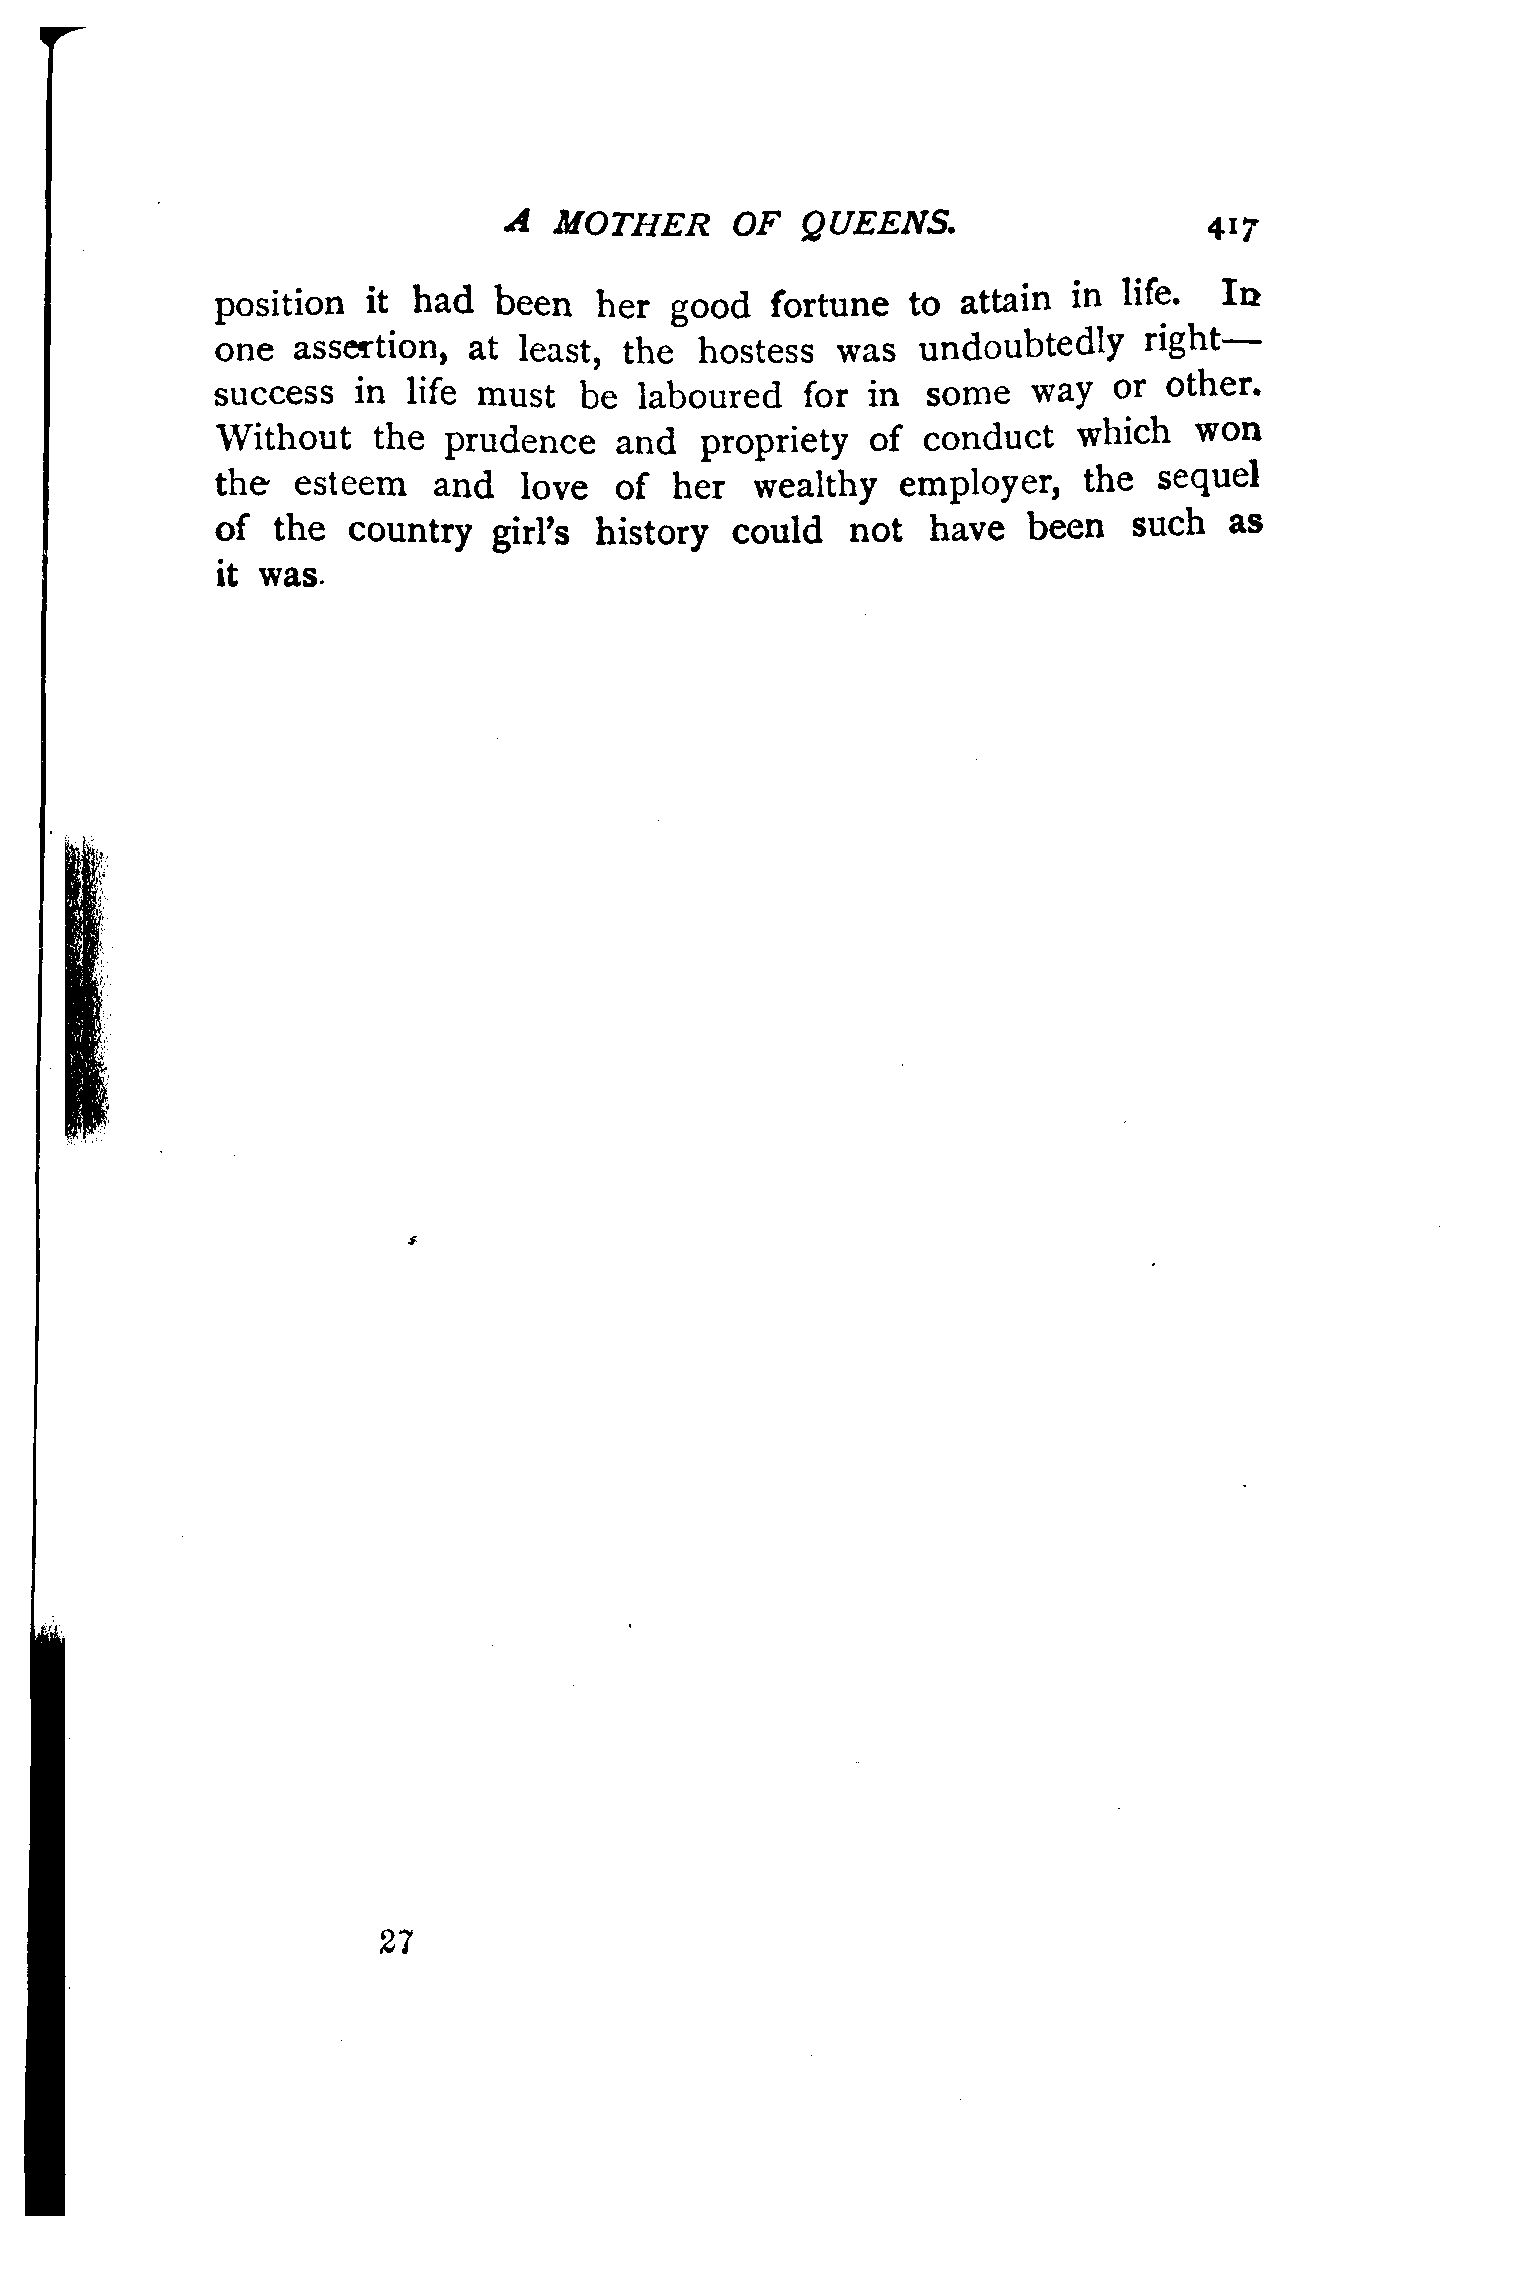 A MOTHER OF QUEENS. 417
position it had been her good fortune to attain in life. In
one assertion, at least, the hostess was undoubtedly right—
success in life must be laboured for in some way or other.
Without the prudence and propriety of conduct which won
the esteem and love of her wealthy employer, the sequel
of the country girl's history could not have been such as
it was.
27